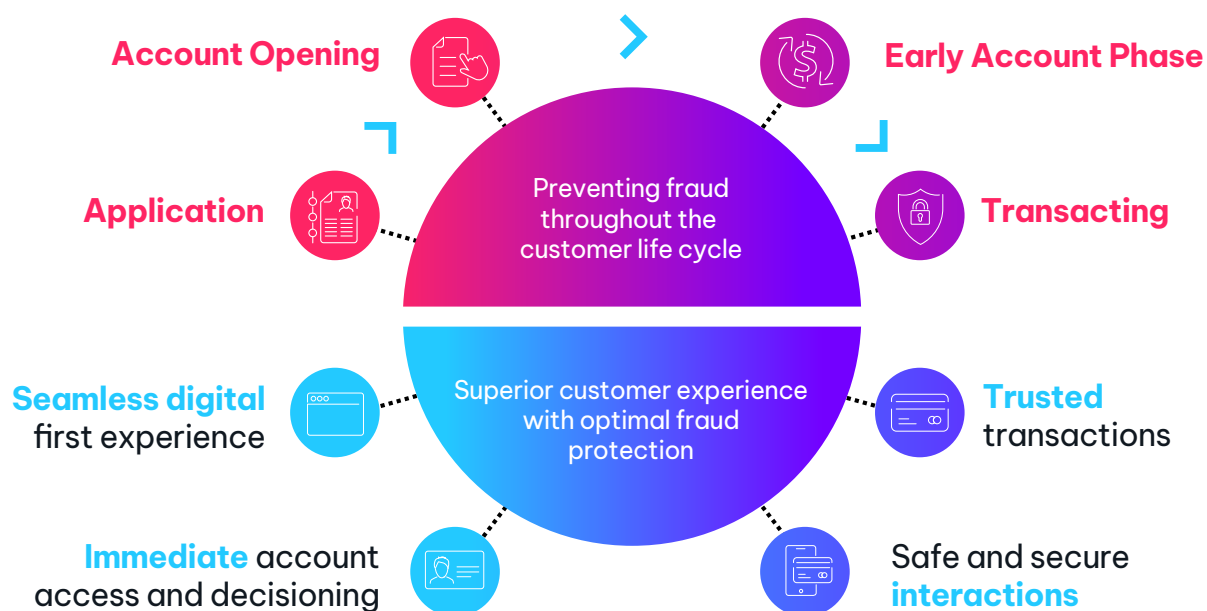 Account Opening
Early Account Phase
Application
Transacting
Preventing fraud
throughout the
customer life cycle
Superior customer experience
with optimal fraud
protection
Seamless digital
first experience
Trusted
transactions
Immediate account
access and decisioning
Safe and secure
interactions